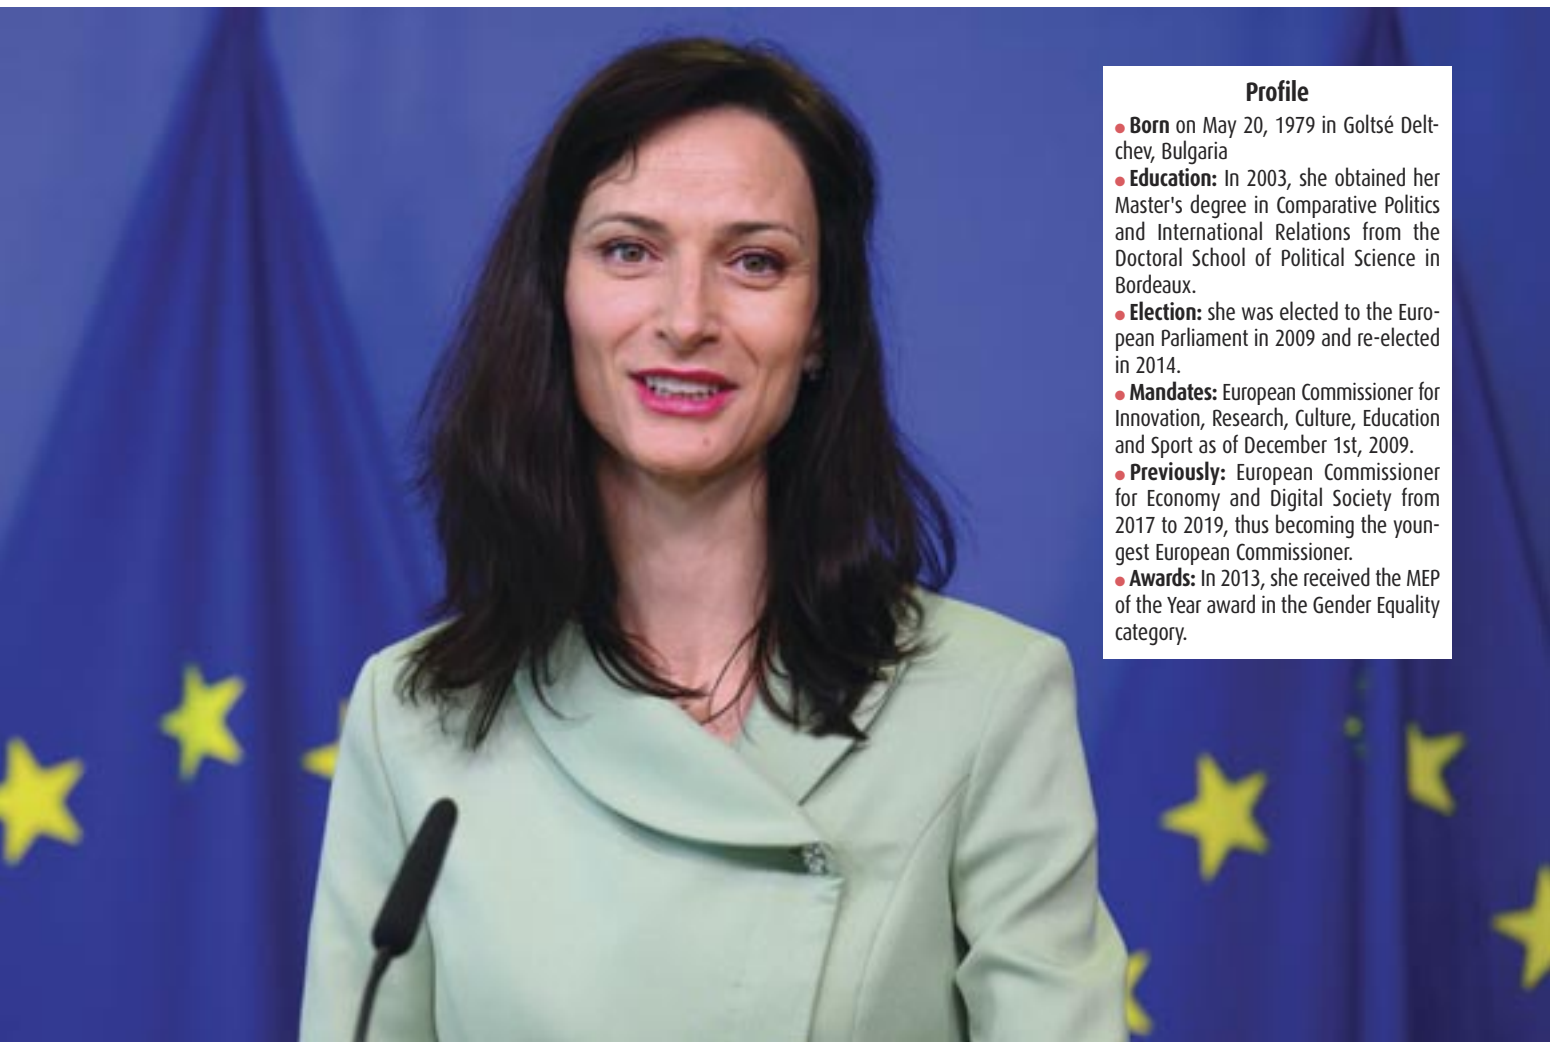 Profile
● Born on May 20, 1979 in Goltsé Delt-
chev, Bulgaria
● Education: In 2003, she obtained her
Master's degree in Comparative Politics
and International Relations from the
Doctoral School of Political Science in
Bordeaux.
● Election: she was elected to the Euro-
pean Parliament in 2009 and re-elected
in 2014.
● Mandates: European Commissioner for
Innovation, Research, Culture, Education
and Sport as of December 1st, 2009.
● Previously: European Commissioner
for Economy and Digital Society from
2017 to 2019, thus becoming the youn-
gest European Commissioner.
● Awards: In 2013, she received the MEP
of the Year award in the Gender Equality
category.